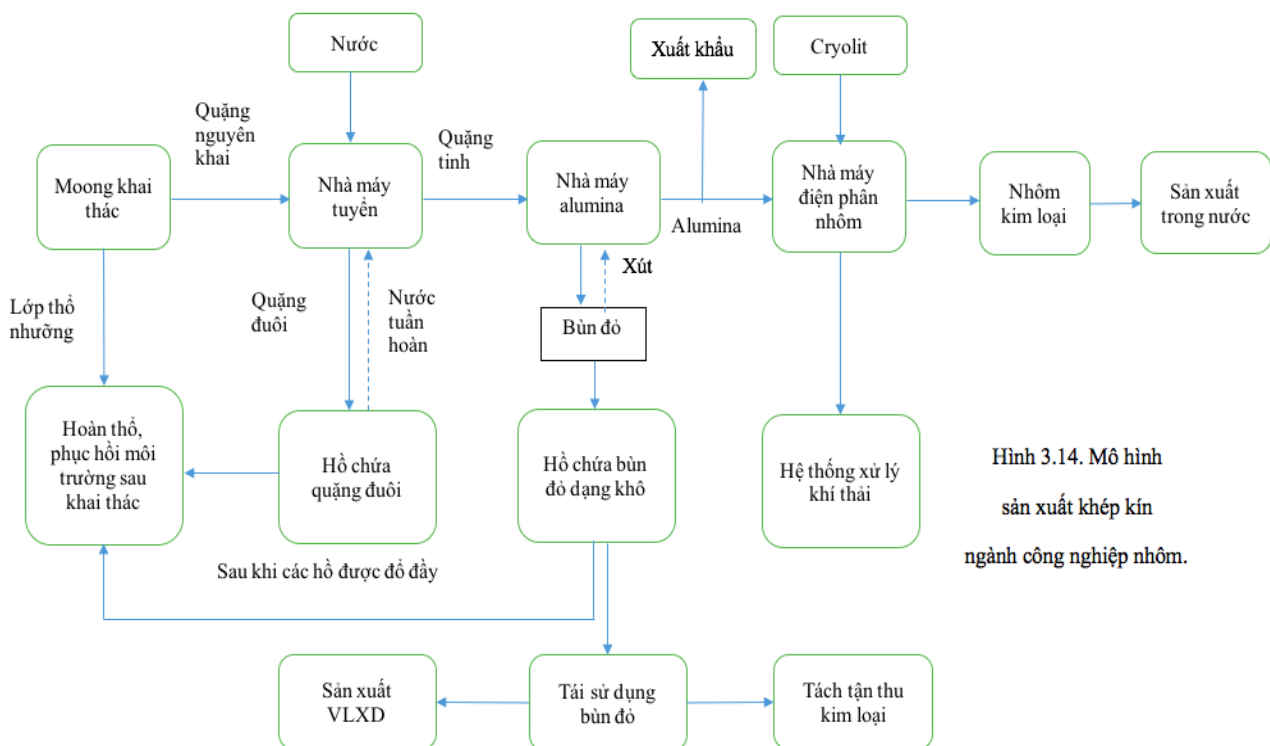 Nước
Xuất khẩu
Cryolit
Quặng
nguyên
khai
Quặng
tinh
Moong khai
thác
Nhà máy
tuyển
Nhà máy
alumina
Alumina
Nhà máy
điện phân
nhôm
Nhôm
kim loại
Sản xuất
trong nước
Lớp thổ
nhưỡng
Quặng
đuôi
Nước
tuần
hoàn
Xút
Bùn đỏ
Hoàn thổ,
phục hồi môi
trường sau
khai thác
Hồ chứa
quặng đuôi
Hồ chứa bùn
đỏ dạng khô
Hệ thống xử lý
khí thải
Hình 3.14. Mô hình
sản xuất khép kín
ngành công nghiệp nhôm.
Sau khi các hồ được đổ đầy
Sản xuất
VLXD
Tái sử dụng
bùn đỏ
Tách tận thu
kim loại